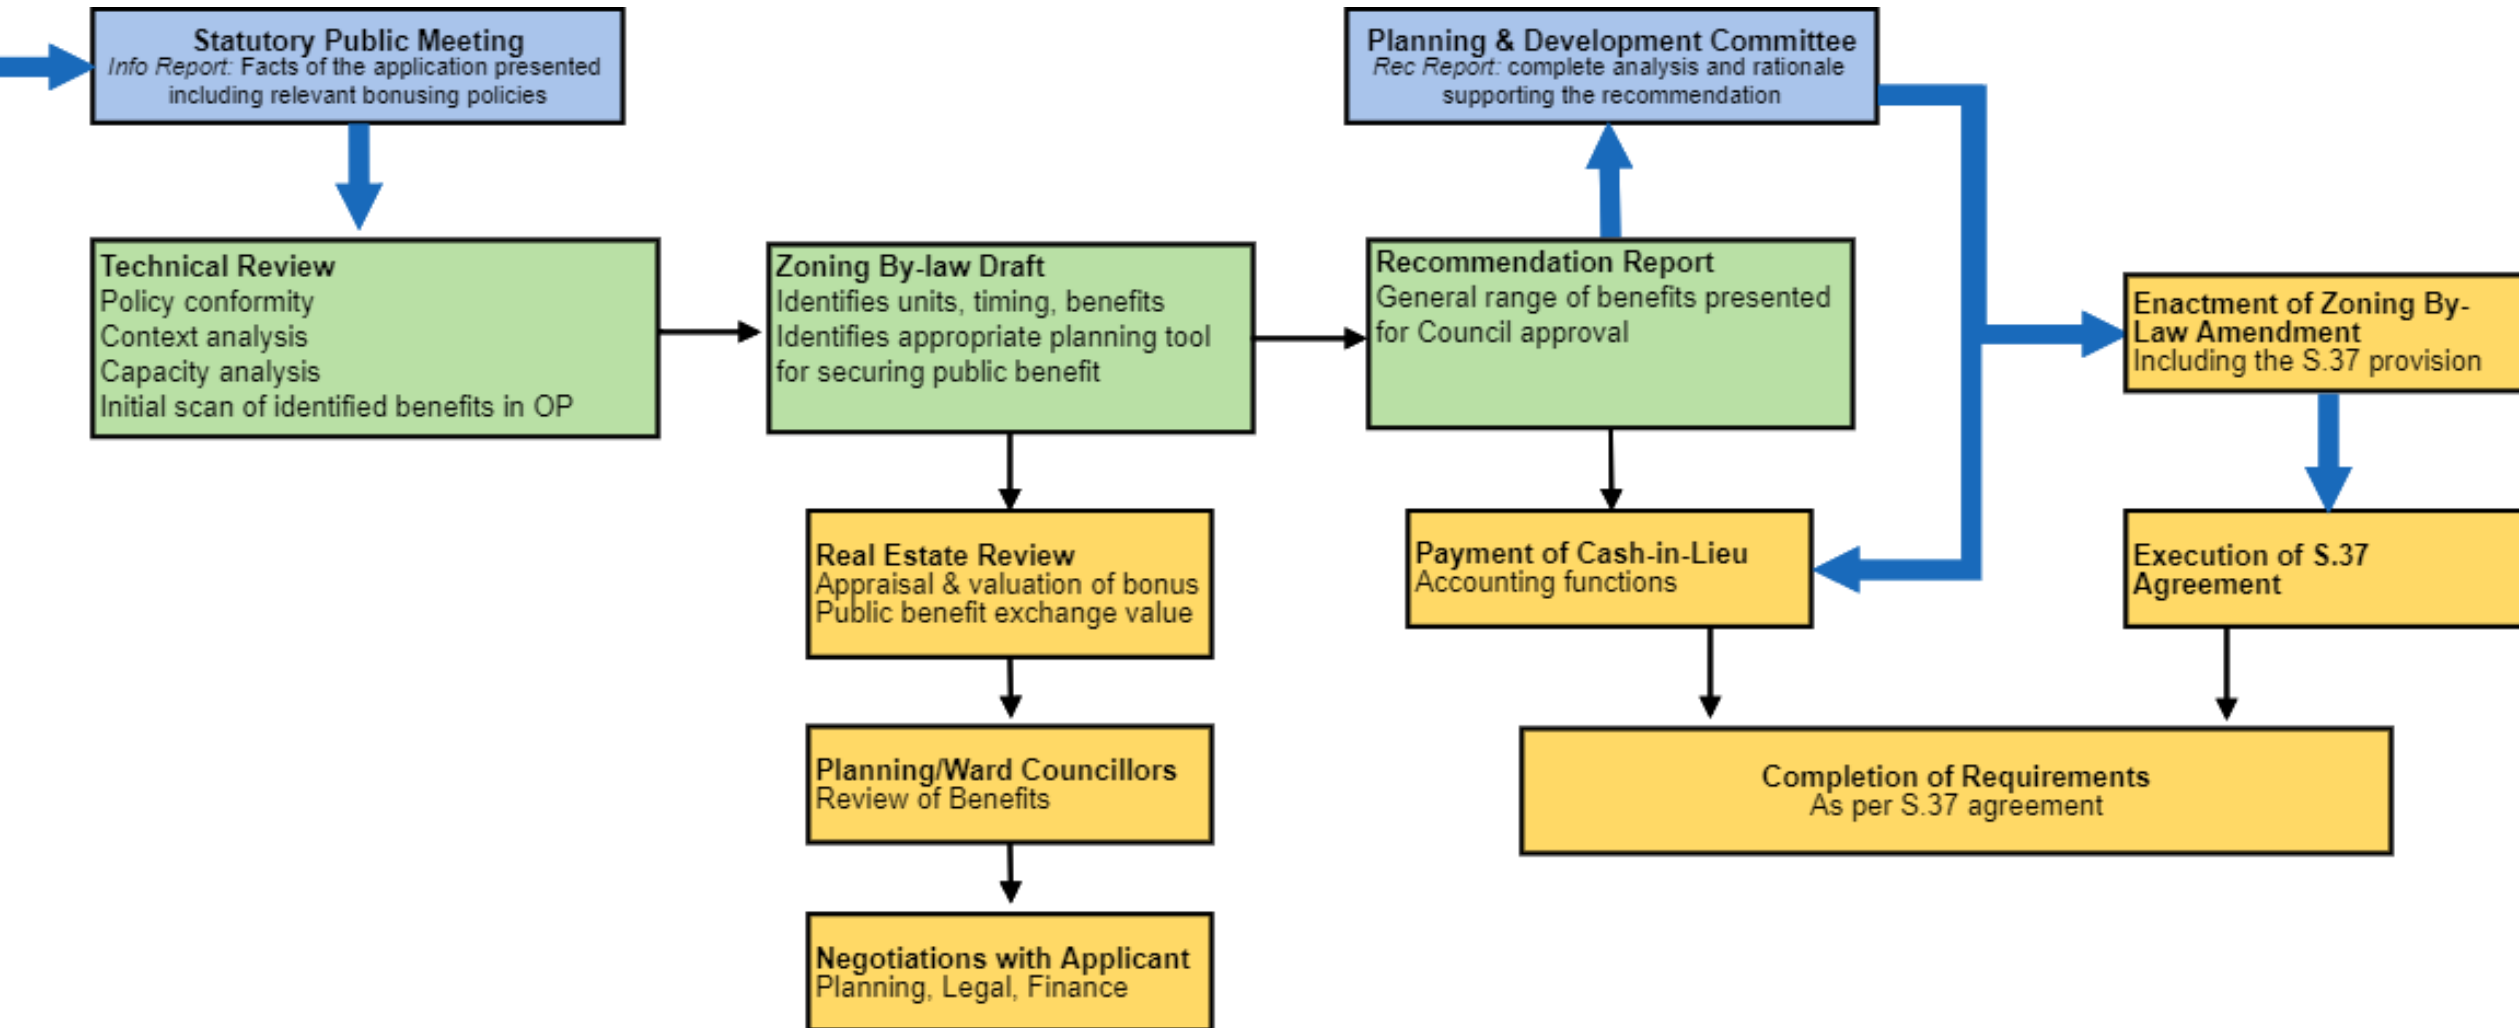 Statutory Public Meeting
Info Report: Facts of the application presented
including relevant bonusing policies
Planning & Development Committee
Rec Report: complete analysis and rationale
supporting the recommendation
Technical Review
Policy conformity
Context analysis
Capacity analysis
Initial scan of identified benefits in OP
Zoning By-law Draft
Identifies units, timing, benefits
Identifies appropriate planning tool
for securing public benefit
Recommendation Report
General range of benefits presented
for Council approval
Enactment of Zoning By-
Law Amendment
Including the S.37 provision
Real Estate Review
Appraisal & valuation of bonus
Public benefit exchange value
Payment of Cash-in-Lieu
Accounting functions
Execution of S.37
Agreement
Planning/Ward Councillors
Review of Benefits
Completion of Requirements
As per S.37 agreement
Negotiations with Applicant
Planning, Legal, Finance